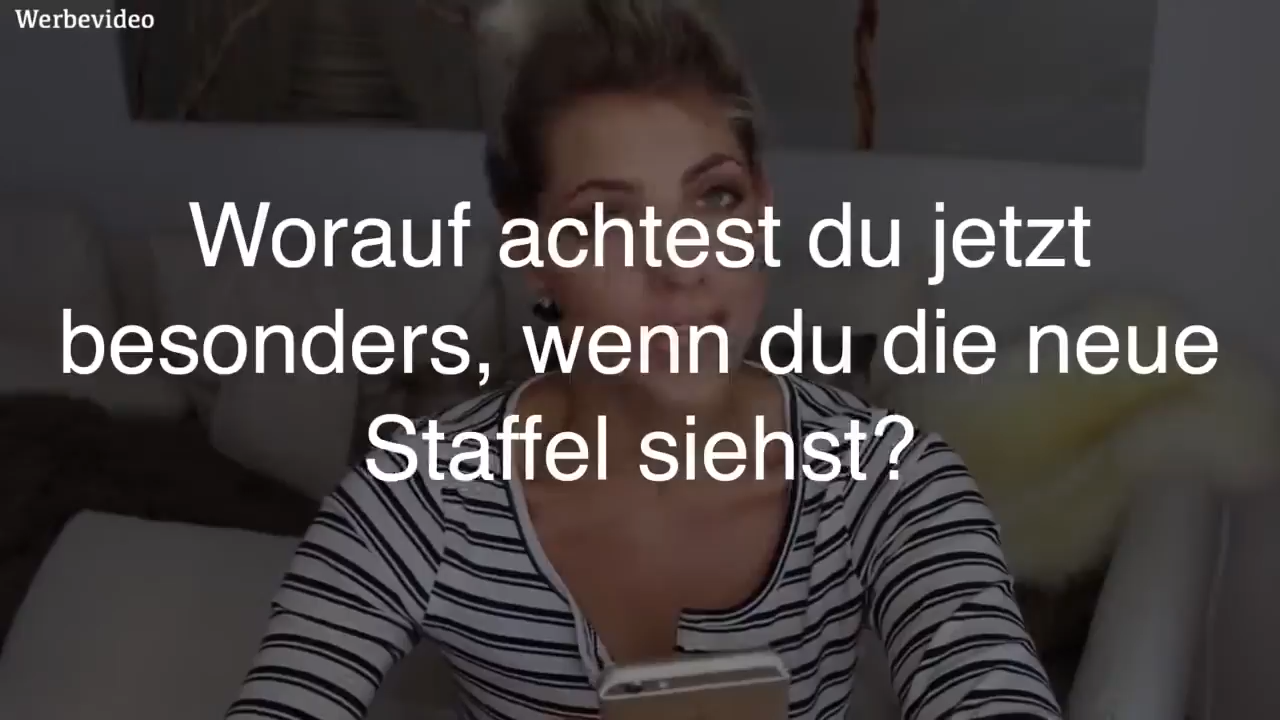 Werbevideo
Worauf achtest du jetzt
besonders, wenn du die neue
Staffel siehst?